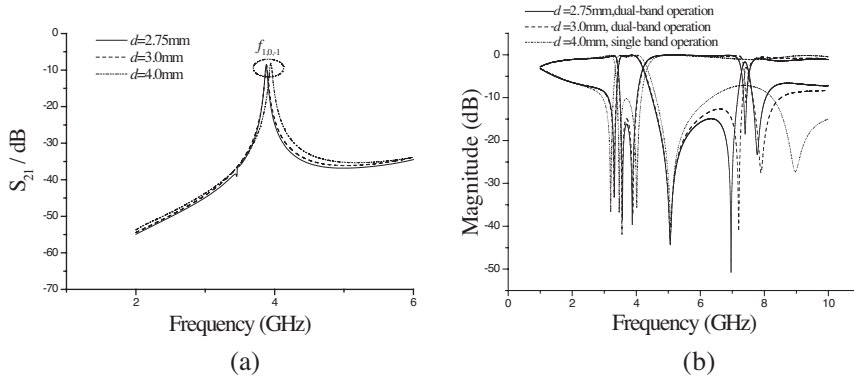 d=2.75mm
d=3.0mm
d=4.0mm
f1,0,-1
0
-10
-20
-30
-40
-50
-60
-70
2
4
6
S21 / dB
Frequency (GHz)
(a)
d=2.75mm,dual-band operation
d=3.0mm, dual-band operation
d=4.0mm, single band operation
0
-10
-20
-30
-40
-50
0
2
4
6
8
10
Magnitude (dB)
Frequency (GHz)
(b)